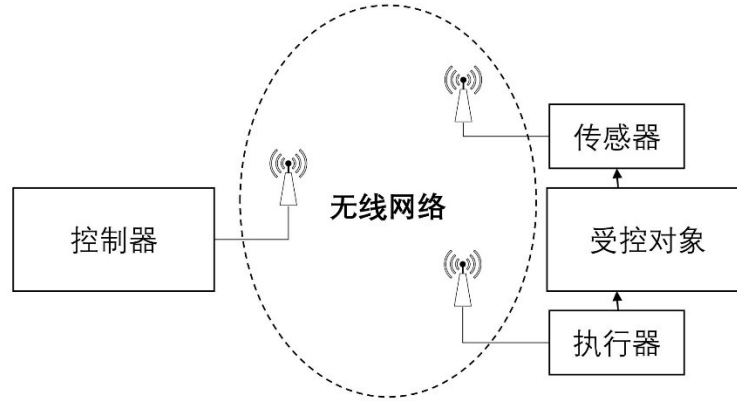 传感器
无线网络
控制器
受控对象
执行器